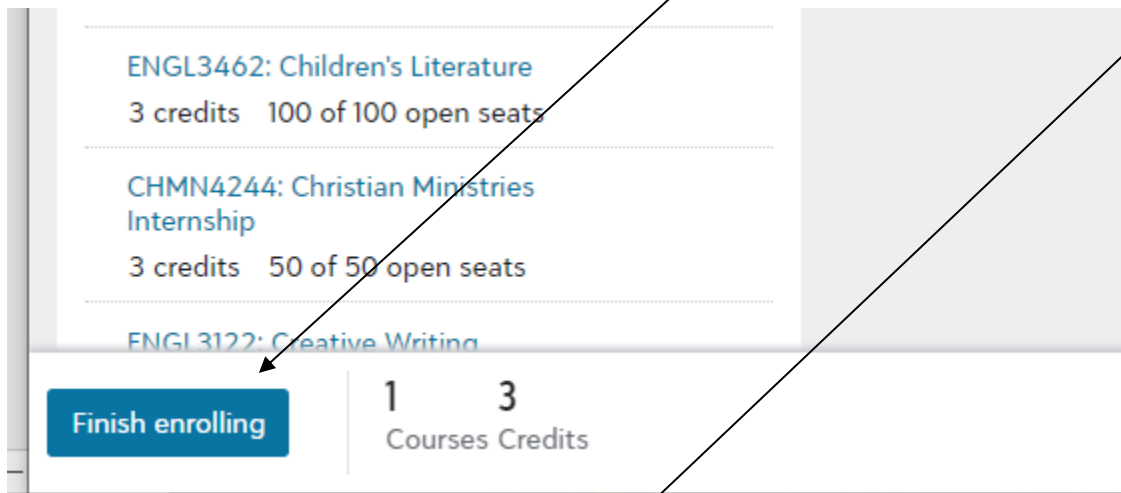 ENGL3462: Children's Literature
3 credits 100 of 100 open seats
CHMN4244: Christian Ministries
Internship
3 credits 50 of 50 open seats
ENGL3122: Creative Writing
Finish enrolling
1 3
Courses Credits